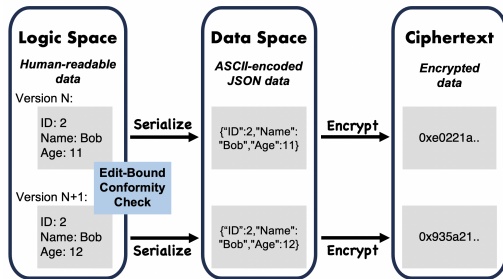 Logic Space
Human-readable
data
Version N:
ID: 2
Name: Bob
Age: 11
Serialize
Edit-Bound
Conformity
Check
Version N+1:
ID: 2
Name: Bob
Age: 12
Serialize
Data Space
ASCII-encoded
JSON data
{"ID":2,"Name":
"Bob","Age":11}
Encrypt
{"ID":2,"Name":
"Bob","Age":12}
Encrypt
Ciphertext
Encrypted
data
0xe0221a..
0x935a21..